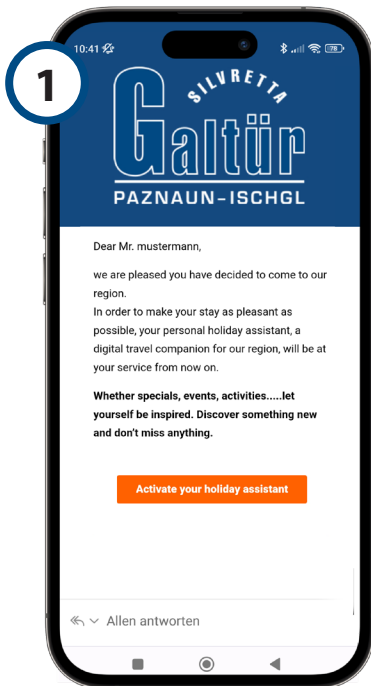 1
10:41
78
SILVRETTA
Galtür
PAZNAUN-ISCHGL
Dear Mr. mustermann,
we are pleased you have decided to come to our
region.
In order to make your stay as pleasant as
possible, your personal holiday assistant, a
digital travel companion for our region, will be at
your service from now on.
Whether specials, events, activities.....let
yourself be inspired. Discover something new
and don't miss anything.
Activate your holiday assistant
Allen antworten